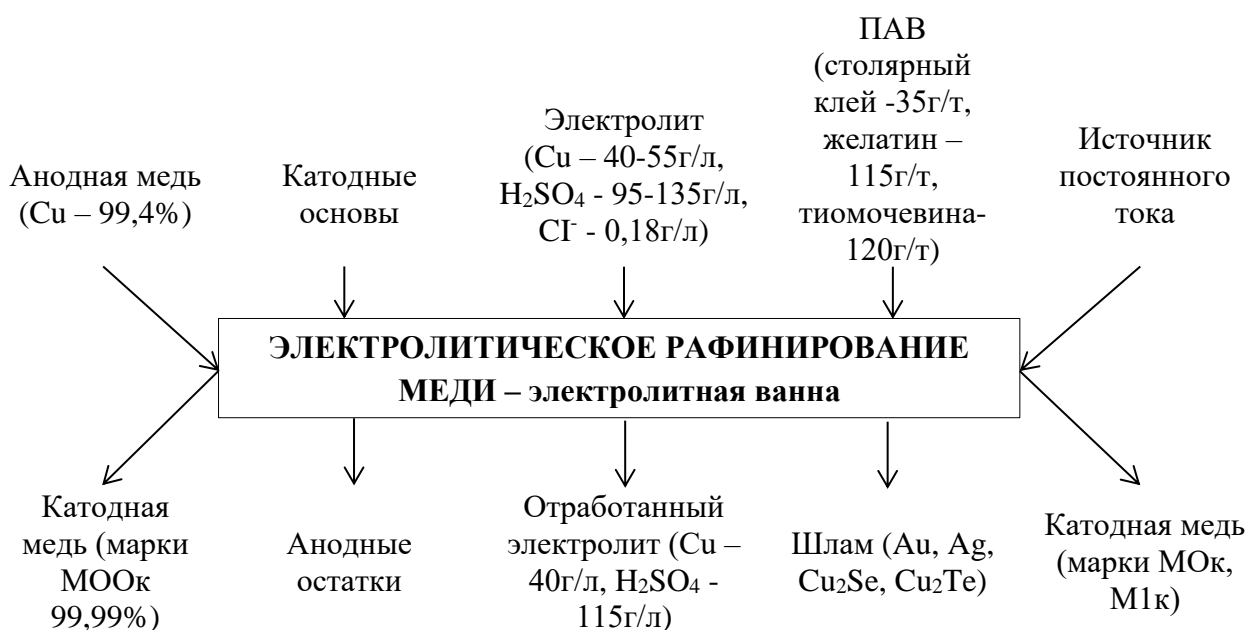 Анодная медь
(Cu – 99,4%)
Катодные
основы
Электролит
(Cu – 40-55г/л,
H₂SO₄ - 95-135г/л,
CI⁻ - 0,18г/л)
ПАВ
(столярный
клей -35г/т,
желатин –
115г/т,
тиомочевина-
120г/т)
Источник
постоянного
тока
ЭЛЕКТРОЛИТИЧЕСКОЕ РАФИНИРОВАНИЕ
МЕДИ – электролитная ванна
Катодная
медь (марки
МООк
99,99%)
Анодные
остатки
Отработанный
электролит (Cu –
40г/л, H₂SO₄ -
115г/л)
Шлам (Au, Ag,
Cu₂Se, Cu₂Te)
Катодная медь
(марки МОк,
М1к)